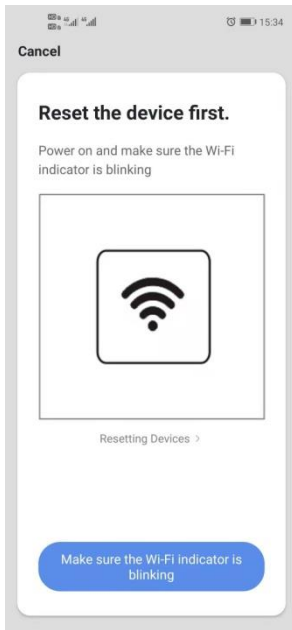 15:34
Cancel
Reset the device first.
Power on and make sure the Wi-Fi
indicator is blinking
Resetting Devices >
Make sure the Wi-Fi indicator is
blinking